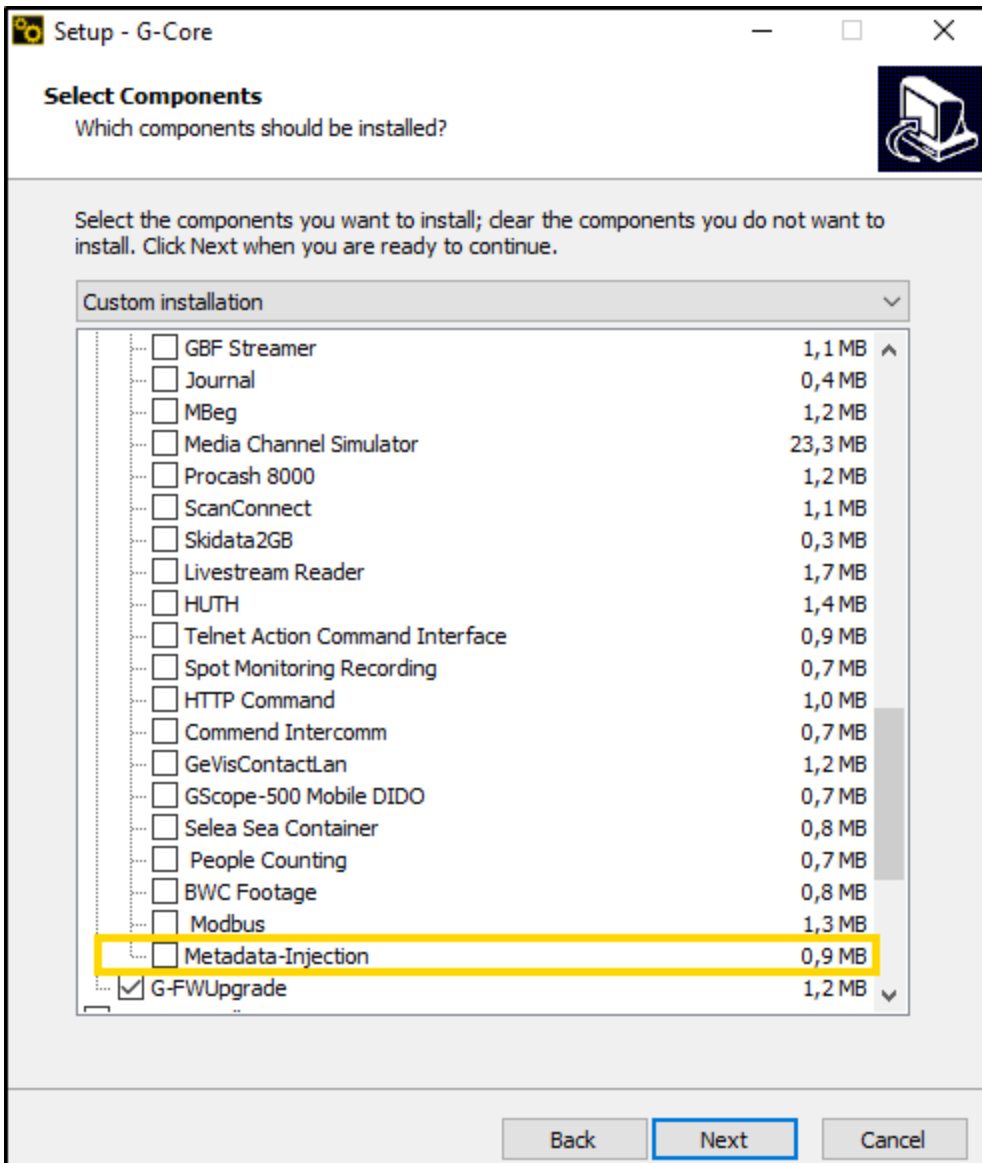 Setup - G-Core
Select Components
Which components should be installed?
Select the components you want to install; clear the components you do not want to
install. Click Next when you are ready to continue.
Custom installation
GBF Streamer 1,1 MB
Journal 0,4 MB
MBeg 1,2 MB
Media Channel Simulator 23,3 MB
Procash 8000 1,2 MB
ScanConnect 1,1 MB
Skidata2GB 0,3 MB
Livestream Reader 1,7 MB
HUTH 1,4 MB
Telnet Action Command Interface 0,9 MB
Spot Monitoring Recording 0,7 MB
HTTP Command 1,0 MB
Commend Intercomm 0,7 MB
GeVisContactLan 1,2 MB
GScope-500 Mobile DIDO 0,7 MB
Selea Sea Container 0,8 MB
People Counting 0,7 MB
BWC Footage 0,8 MB
Modbus 1,3 MB
Metadata-Injection 0,9 MB
G-FWUpgrade 1,2 MB
Back Next Cancel